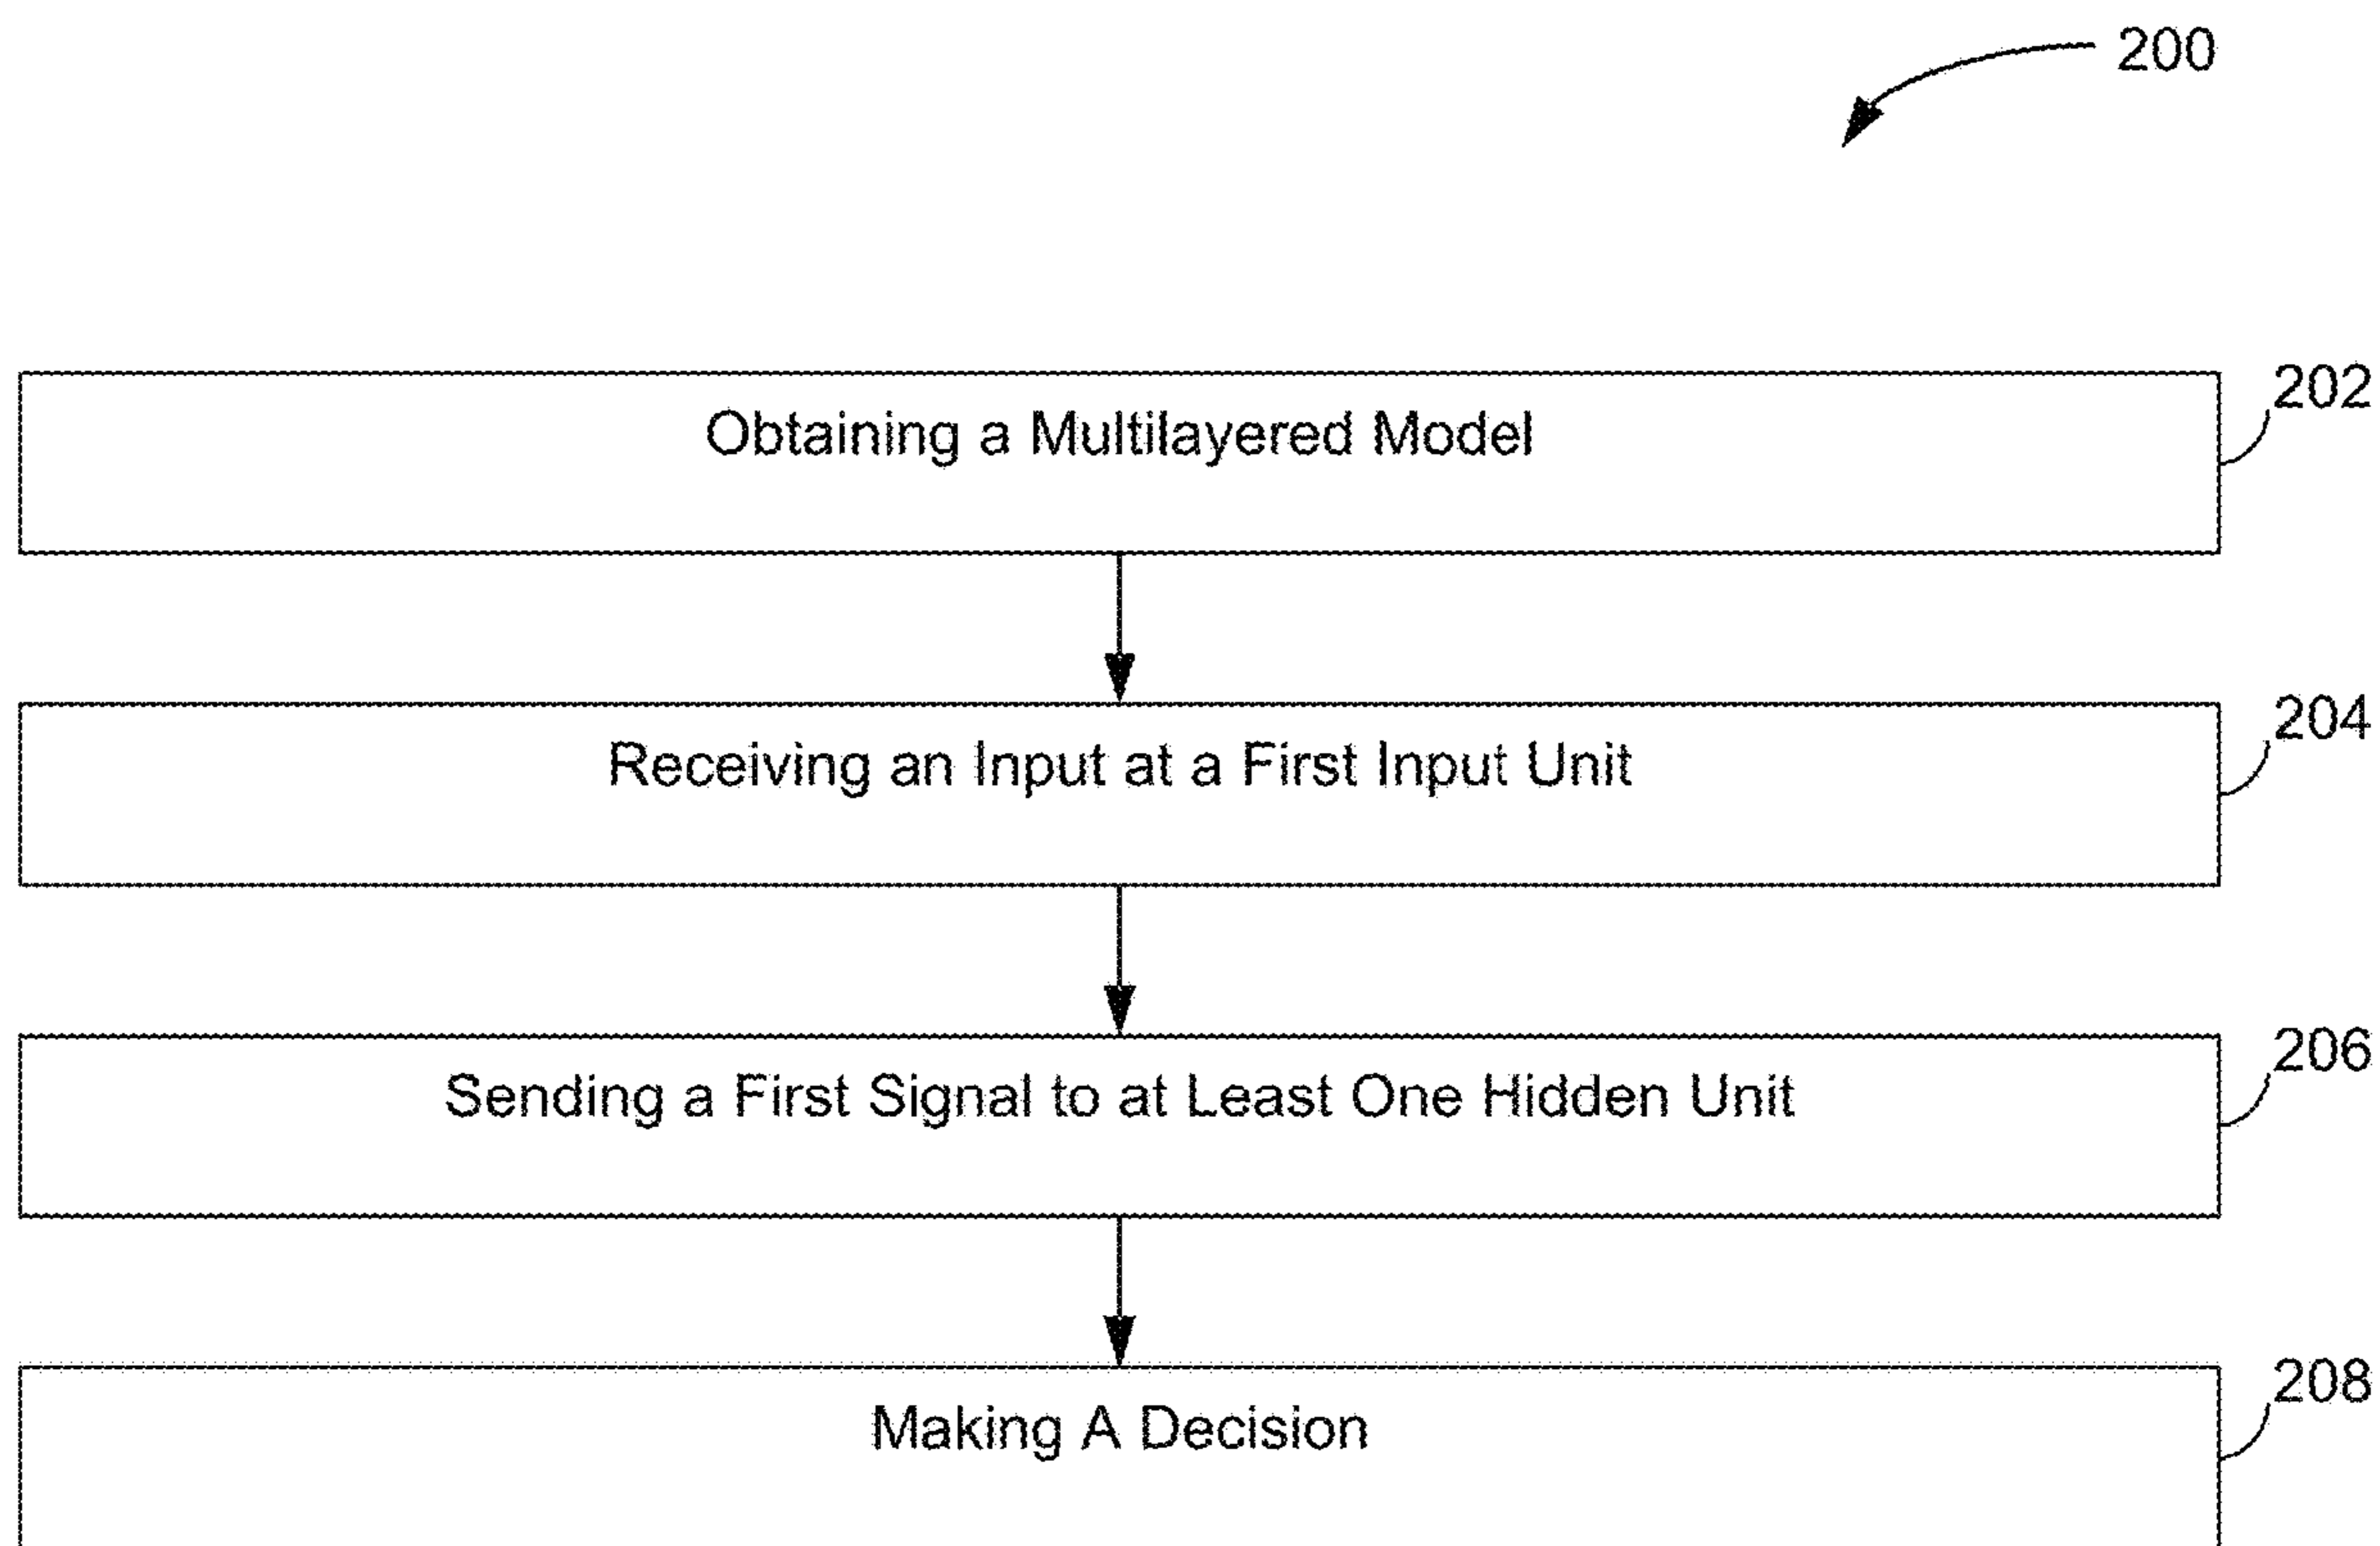 200
202
Obtaining a Multilayered Model
204
Receiving an Input at a First Input Unit
206
Sending a First Signal to at Least One Hidden Unit
208
Making A Decision